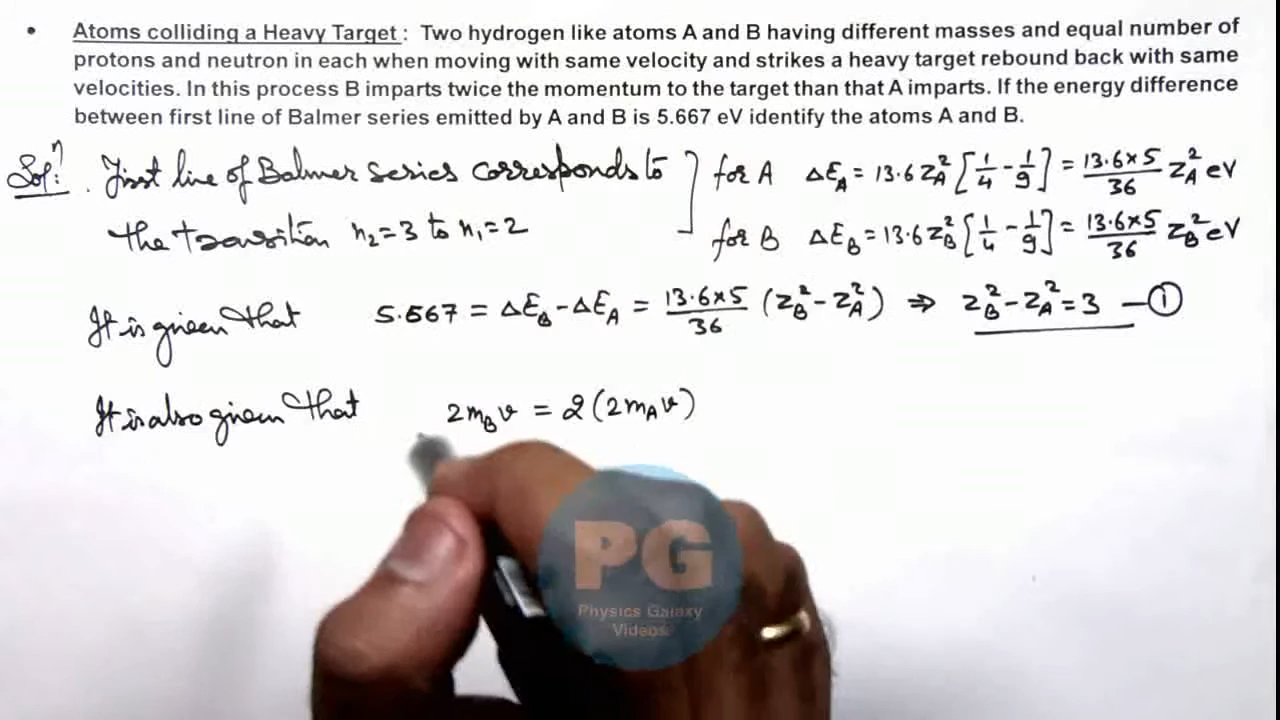 • Atoms colliding a Heavy Target : Two hydrogen like atoms A and B having different masses and equal number of
protons and neutron in each when moving with same velocity and strikes a heavy target rebound back with same
velocities. In this process B imparts twice the momentum to the target than that A imparts. If the energy difference
between first line of Balmer series emitted by A and B is 5.667 eV identify the atoms A and B.
Solⁿ: . First line of Balmer series corresponds to ] for A ΔE_A = 13.6 Z_A² [1/4 - 1/9] = 13.6×5/36 Z_A² eV
the transition n₂=3 to n₁=2 for B ΔE_B = 13.6 Z_B² [1/4 - 1/9] = 13.6×5/36 Z_B² eV
It is given that 5.567 = ΔE_B - ΔE_A = 13.6×5/36 (Z_B² - Z_A²) ⇒ Z_B² - Z_A² = 3 —①
It is also given that 2m_B v = 2(2m_A v)
PG
Physics Galaxy
Videos